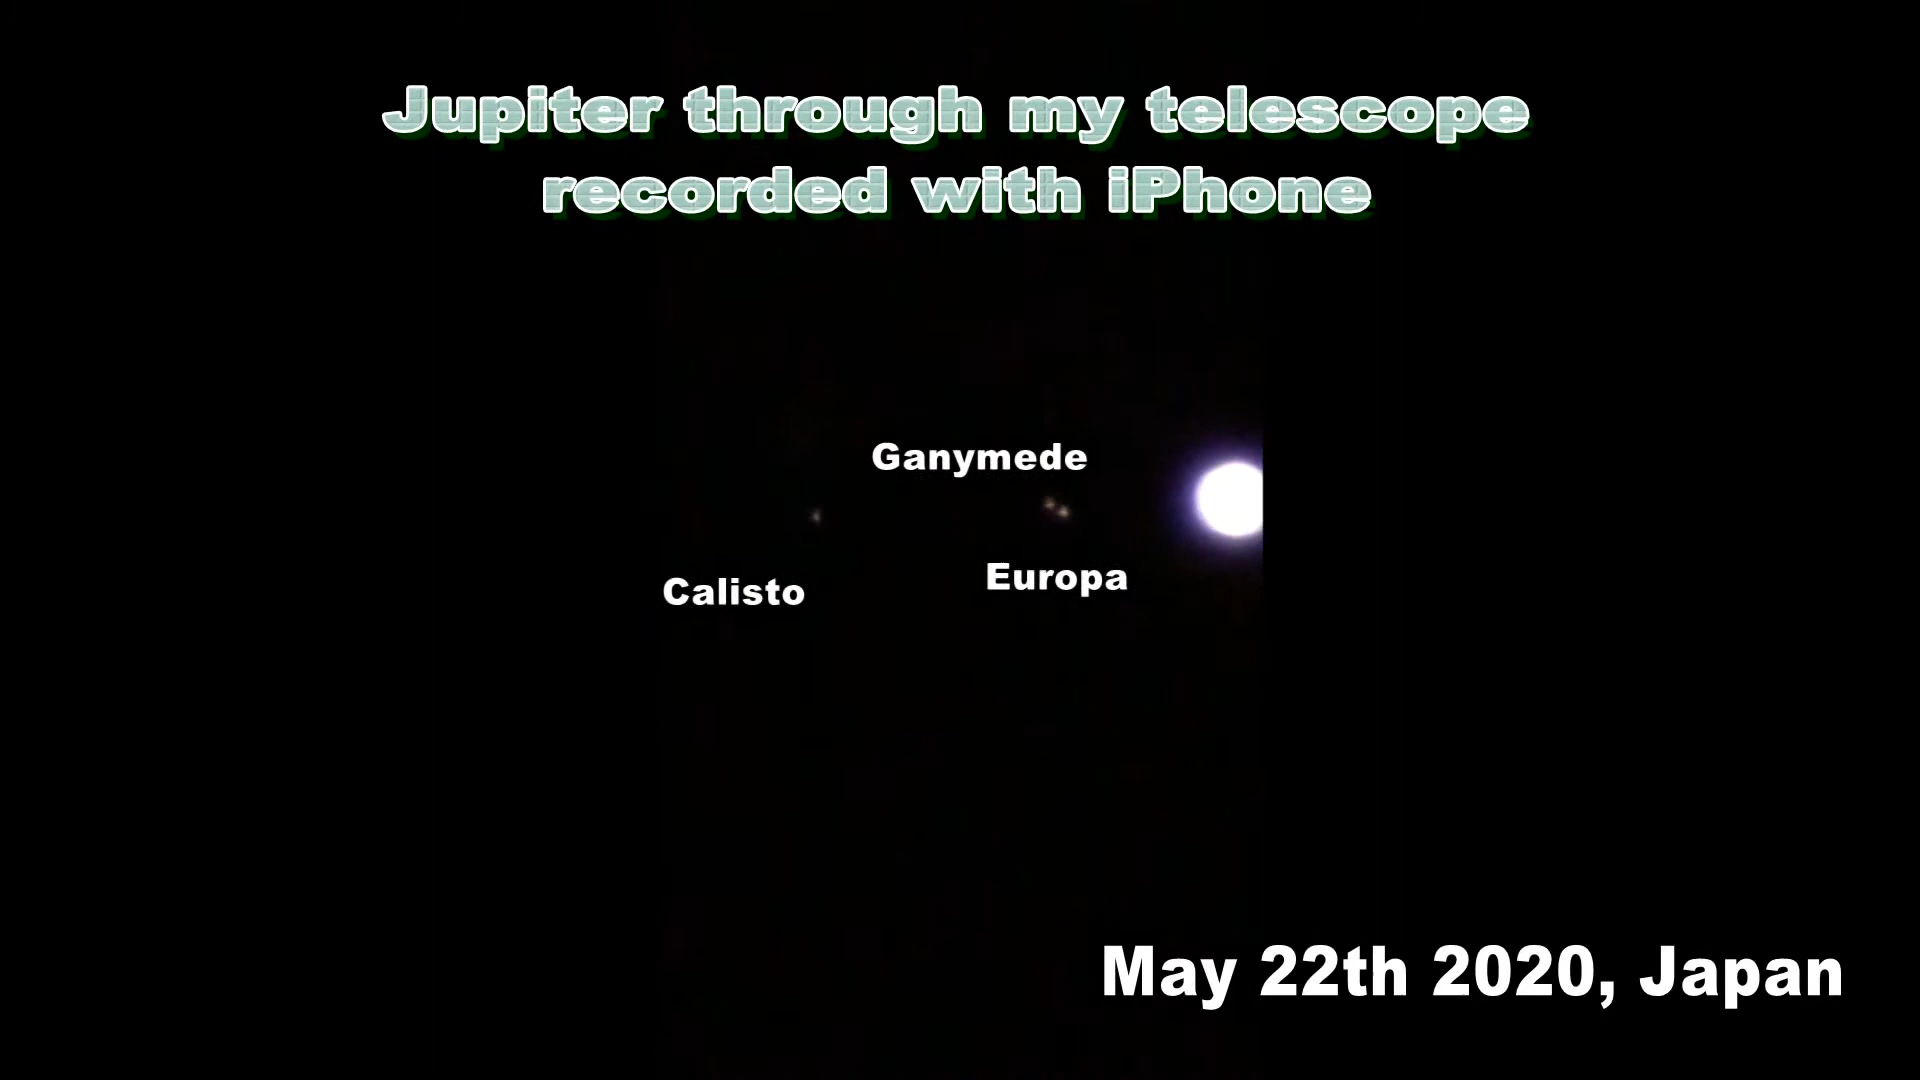 Jupiter through my telescope
recorded with iPhone
Ganymede
Europa
Calisto
May 22th 2020, Japan